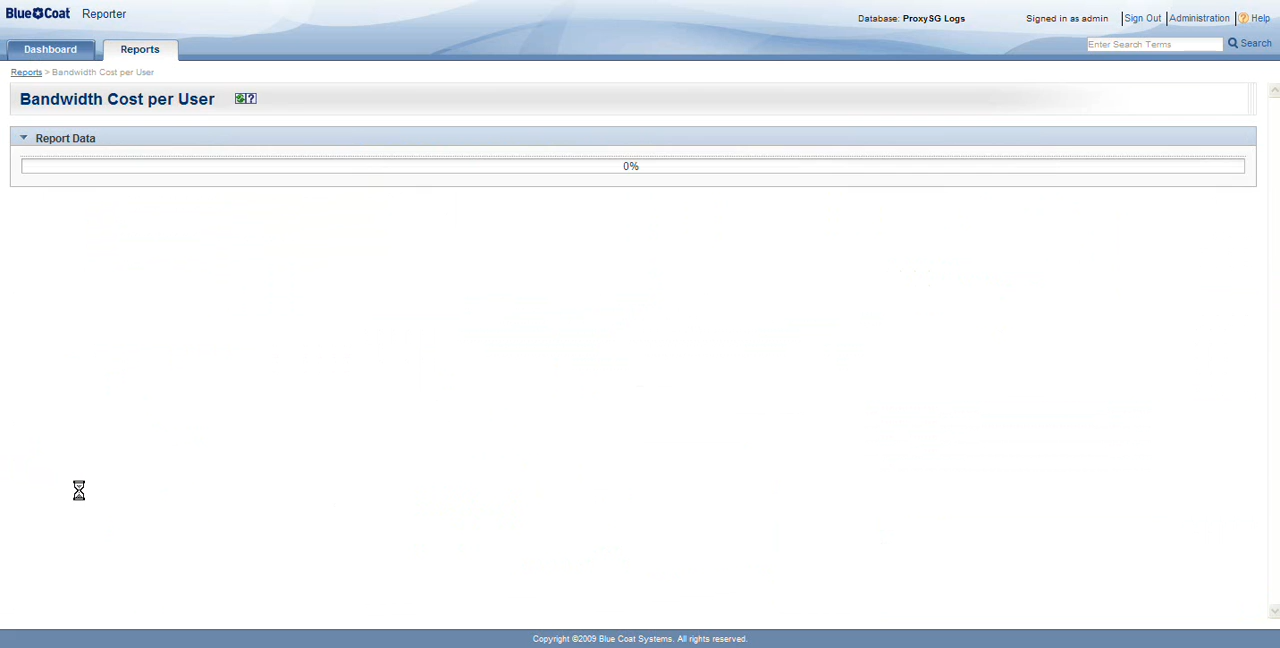 Blue Coat Reporter
Database: ProxySG Logs
Signed in as admin
Sign Out
Administration
Help
Dashboard
Reports
Enter Search Terms
Search
Reports > Bandwidth Cost per User
Bandwidth Cost per User
Report Data
0%
Copyright ©2009 Blue Coat Systems. All rights reserved.